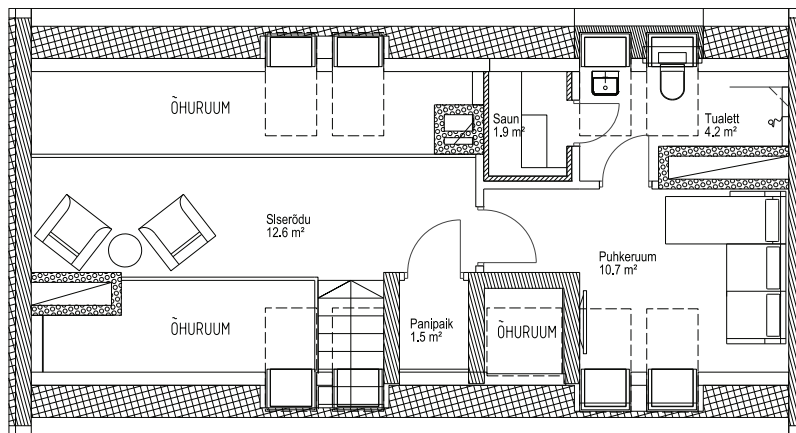 ÕHURUUM
Saun
1.9 m²
Tualett
4.2 m²
SIserõdu
12.6 m²
Puhkeruum
10.7 m²
ÕHURUUM
Panipaik
1.5 m²
ÕHURUUM